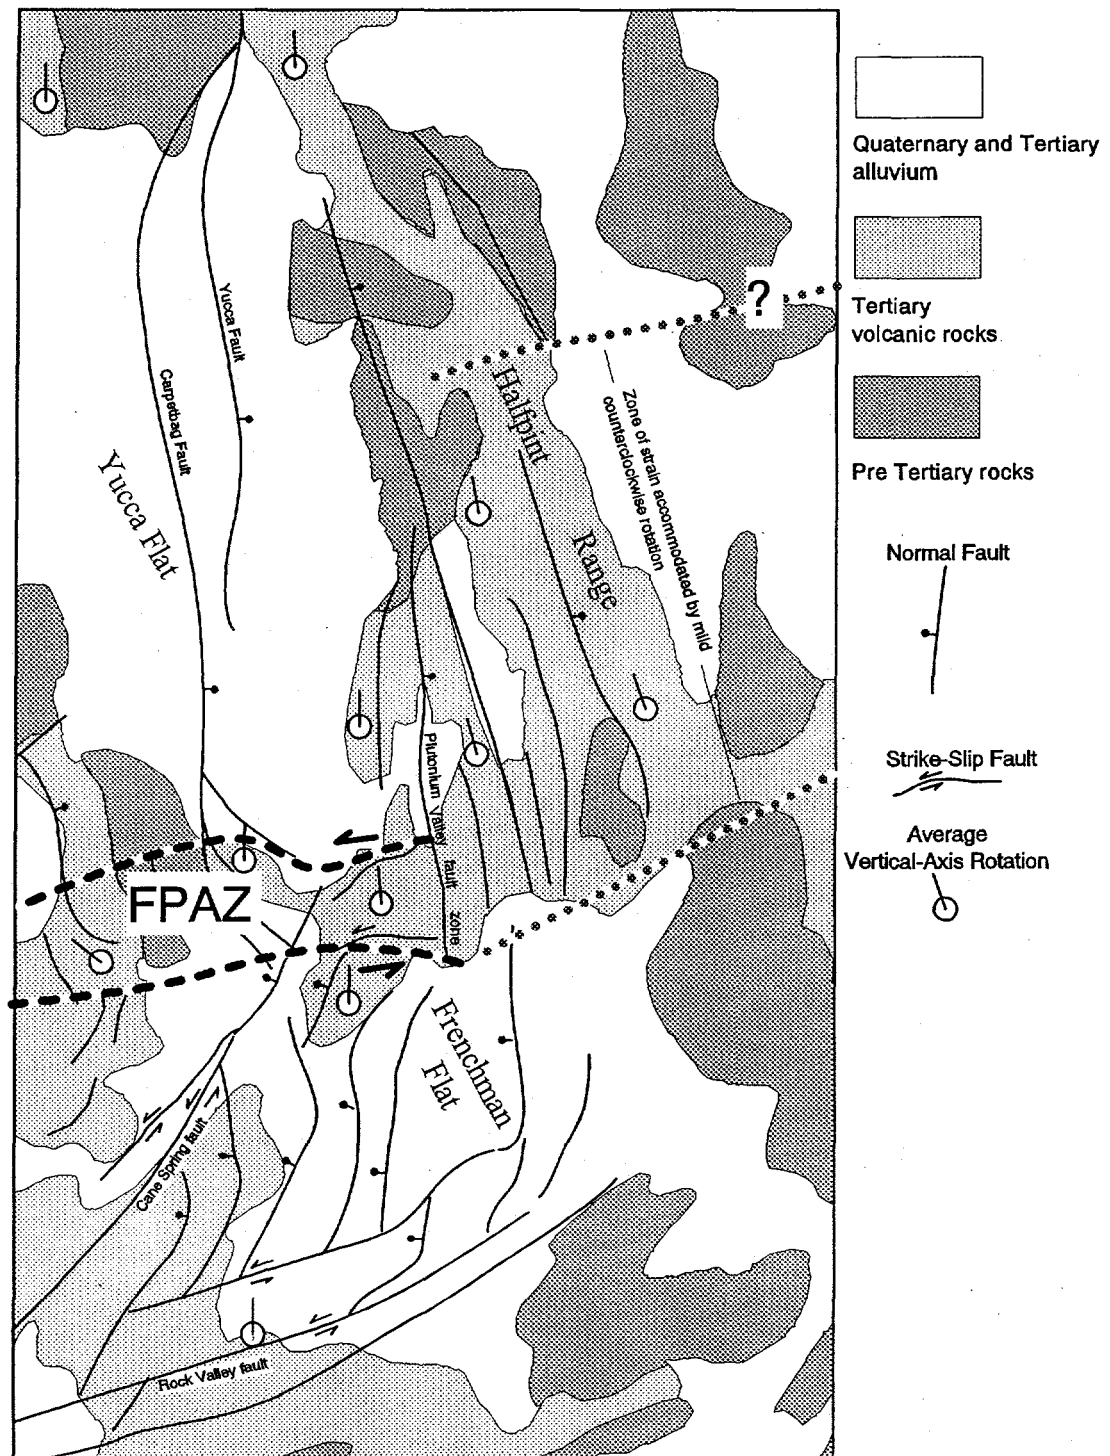 Yucca Fault
Carpetbag Fault
Yucca Flat
Halfpint
Range
?
Zone of strain accommodated by mild
counterclockwise rotation
Plutonium Valley
fault
zone
FPAZ
Frenchman
Flat
Cane Spring fault
Rock Valley fault
Quaternary and Tertiary
alluvium
Tertiary
volcanic rocks
Pre Tertiary rocks
Normal Fault
Strike-Slip Fault
Average
Vertical-Axis Rotation